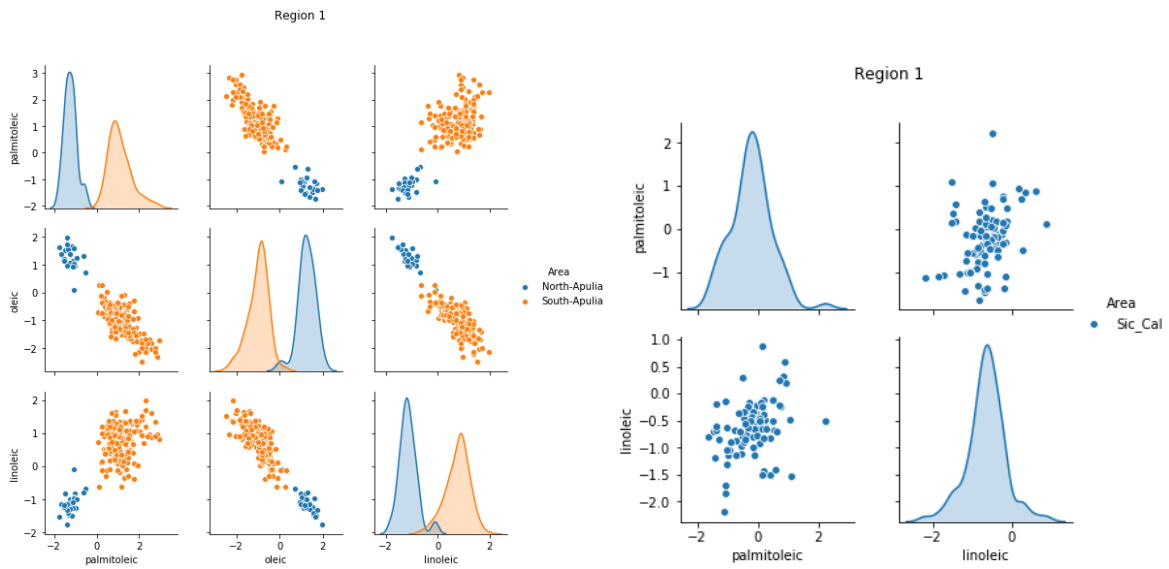 Region 1
palmitoleic
3
2
1
0
−1
−2
oleic
2
1
0
−1
−2
linoleic
2
1
0
−1
−2
−2 0 2
palmitoleic
−2 0 2
oleic
−2 0 2
linoleic
Area
North-Apulia
South-Apulia
Region 1
palmitoleic
2
1
0
−1
linoleic
1.0
0.5
0.0
−0.5
−1.0
−1.5
−2.0
−2 0 2
palmitoleic
−2 0
linoleic
Area
Sic_Cal